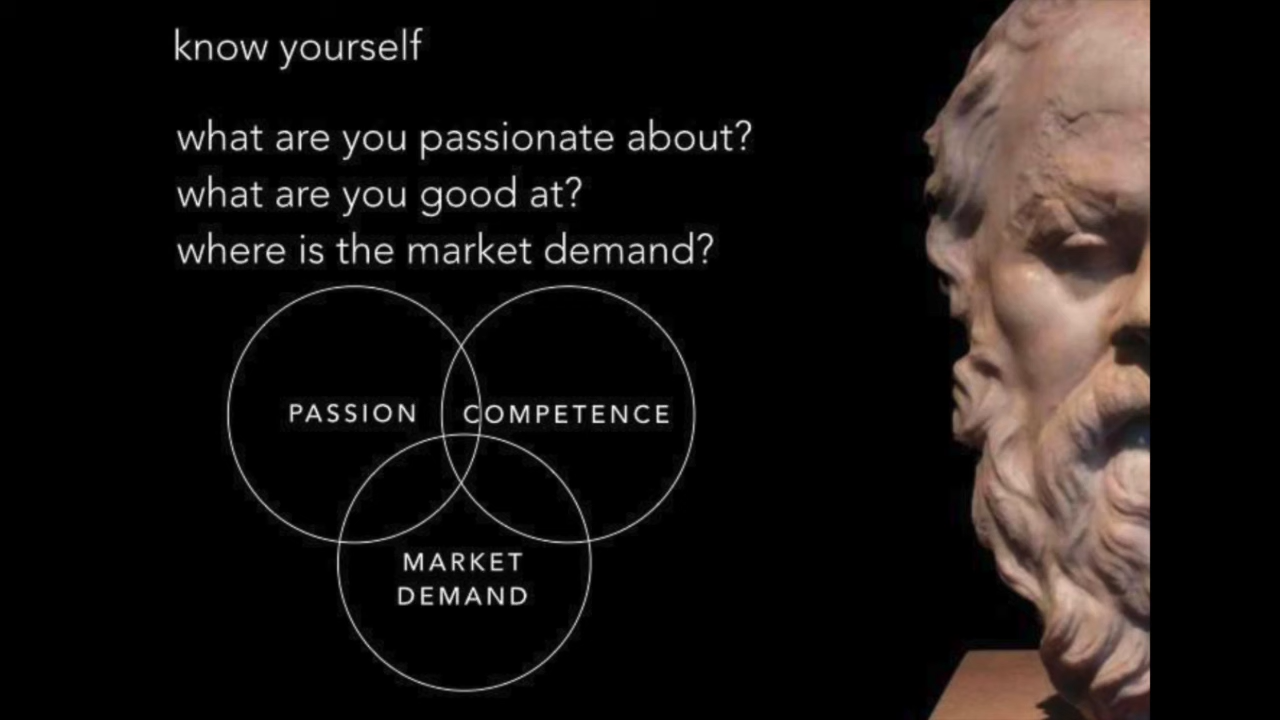 know yourself
what are you passionate about?
what are you good at?
where is the market demand?
PASSION
COMPETENCE
MARKET
DEMAND